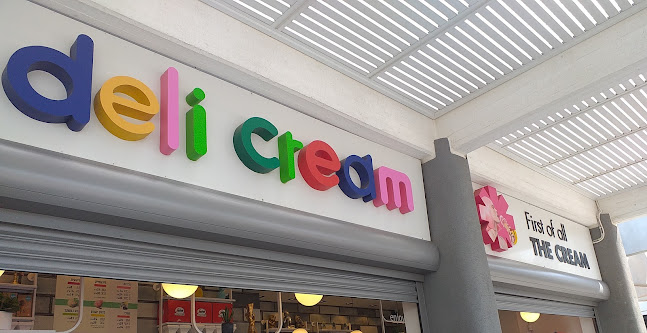 deli cream
First of all
THE CREAM